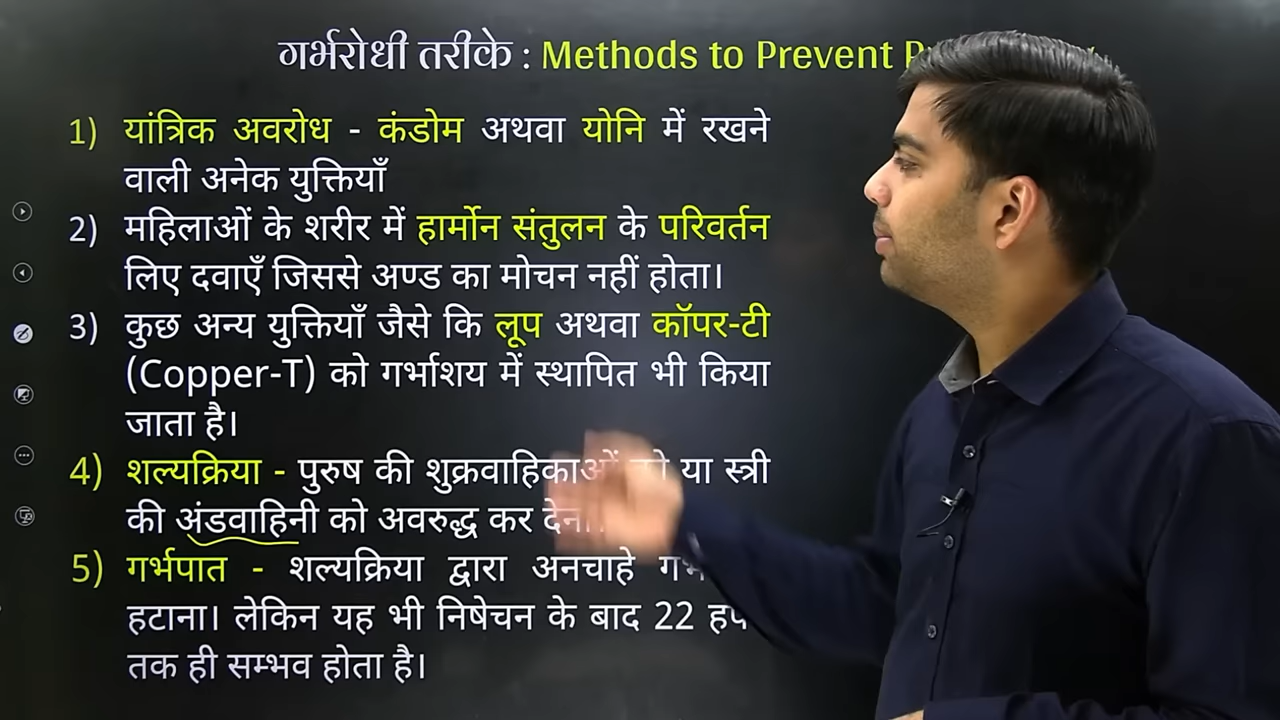 गर्भरोधी तरीके : Methods to Prevent
1) यांत्रिक अवरोध - कंडोम अथवा योनि में रखने
वाली अनेक युक्तियाँ
2) महिलाओं के शरीर में हार्मोन संतुलन के परिवर्तन
लिए दवाएँ जिससे अण्ड का मोचन नहीं होता।
3) कुछ अन्य युक्तियाँ जैसे कि लूप अथवा कॉपर-टी
(Copper-T) को गर्भाशय में स्थापित भी किया
जाता है।
4) शल्यक्रिया - पुरुष की शुक्रवाहिकाओं या स्त्री
की अंडवाहिनी को अवरुद्ध कर देना
5) गर्भपात - शल्यक्रिया द्वारा अनचाहे
हटाना। लेकिन यह भी निषेचन के बाद 22
तक ही सम्भव होता है।